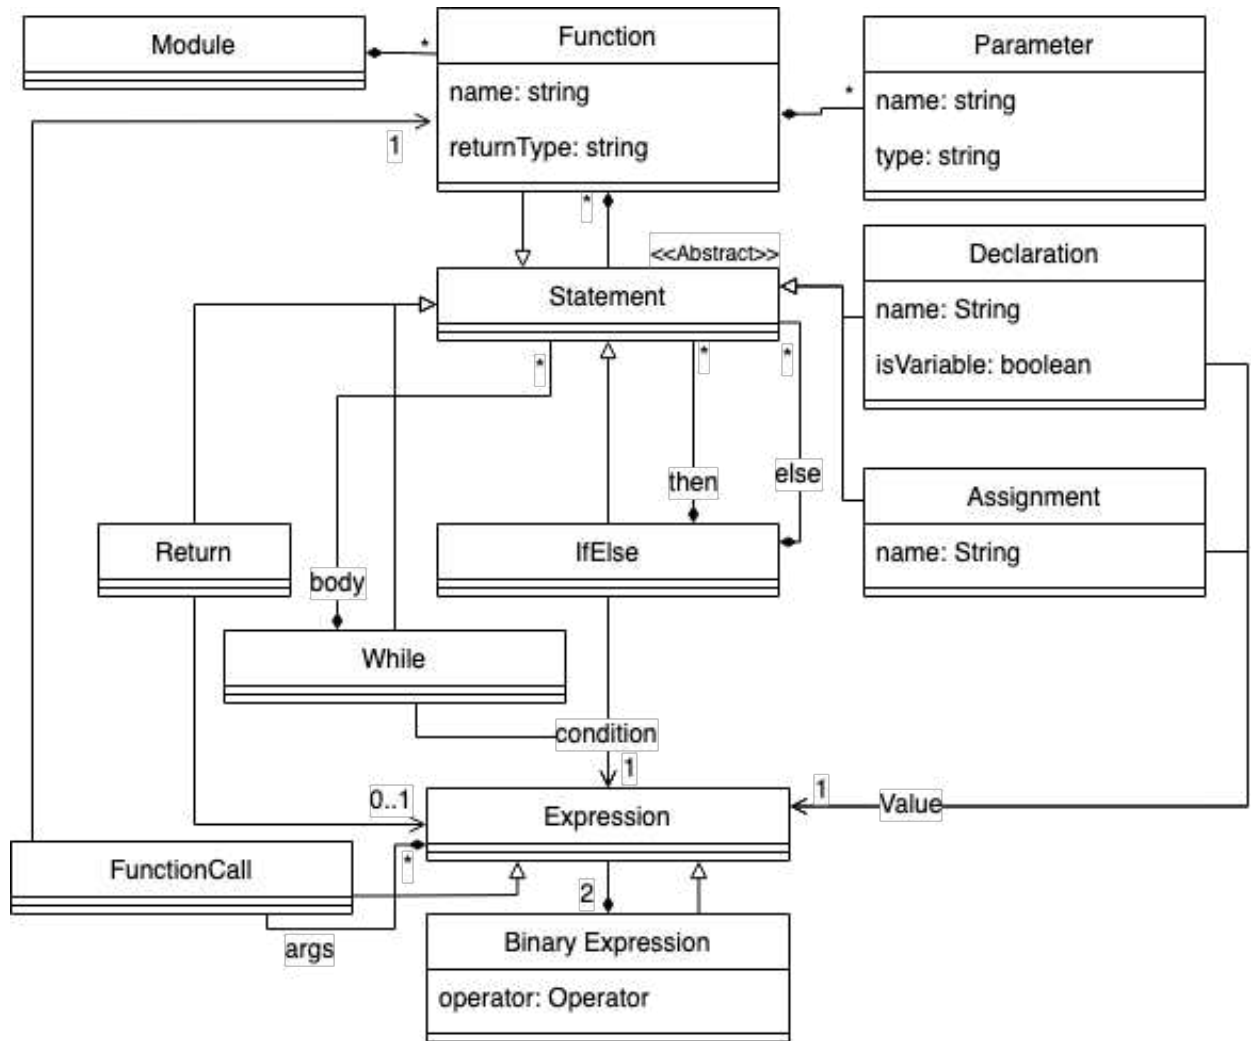 Module
*
Function
name: string
returnType: string
*
Parameter
name: string
type: string
1
*
<<Abstract>>
Statement
Declaration
name: String
isVariable: boolean
*
*
*
then
else
Assignment
name: String
Return
body
IfElse
While
condition
1
0..1
Expression
1
Value
FunctionCall
*
args
2
Binary Expression
operator: Operator